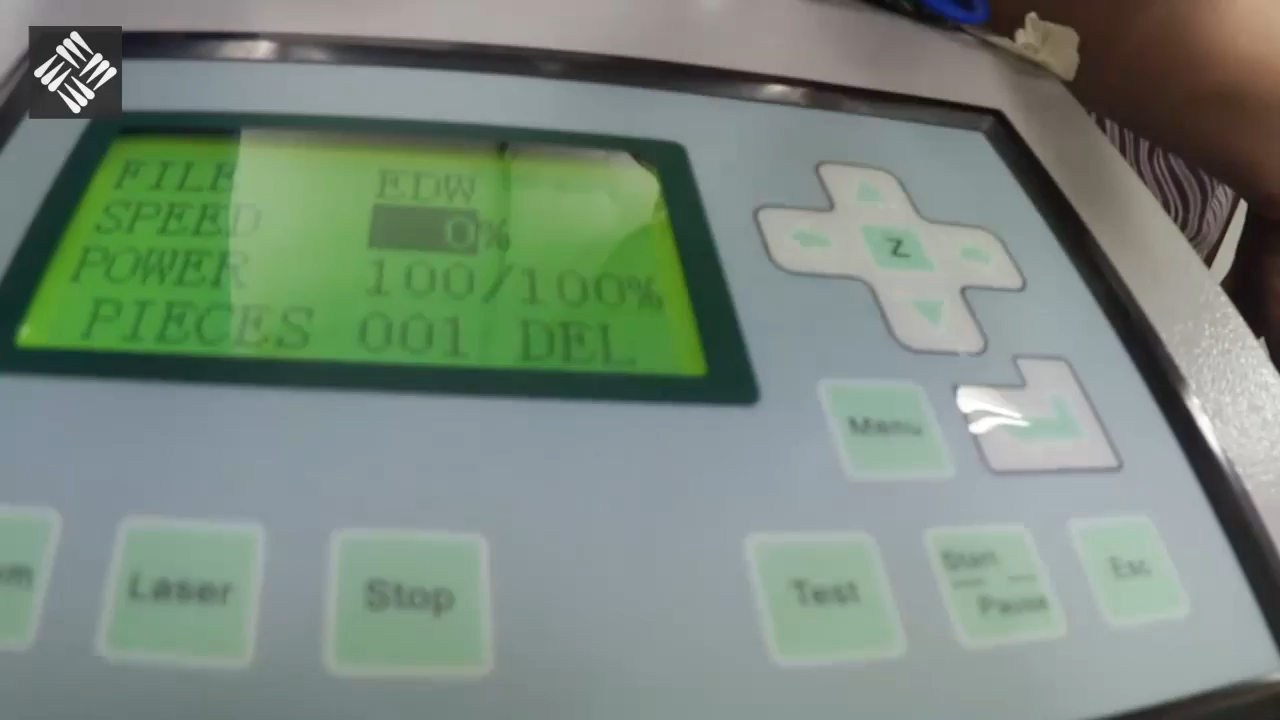 FILE EDW
SPEED 0%
POWER 100/100%
PIECES 001 DEL
Z
Menu
Laser
Stop
Test
Start
Pause
Esc